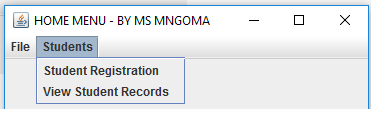 HOME MENU - BY MS MNGOMA
File Students
Student Registration
View Student Records